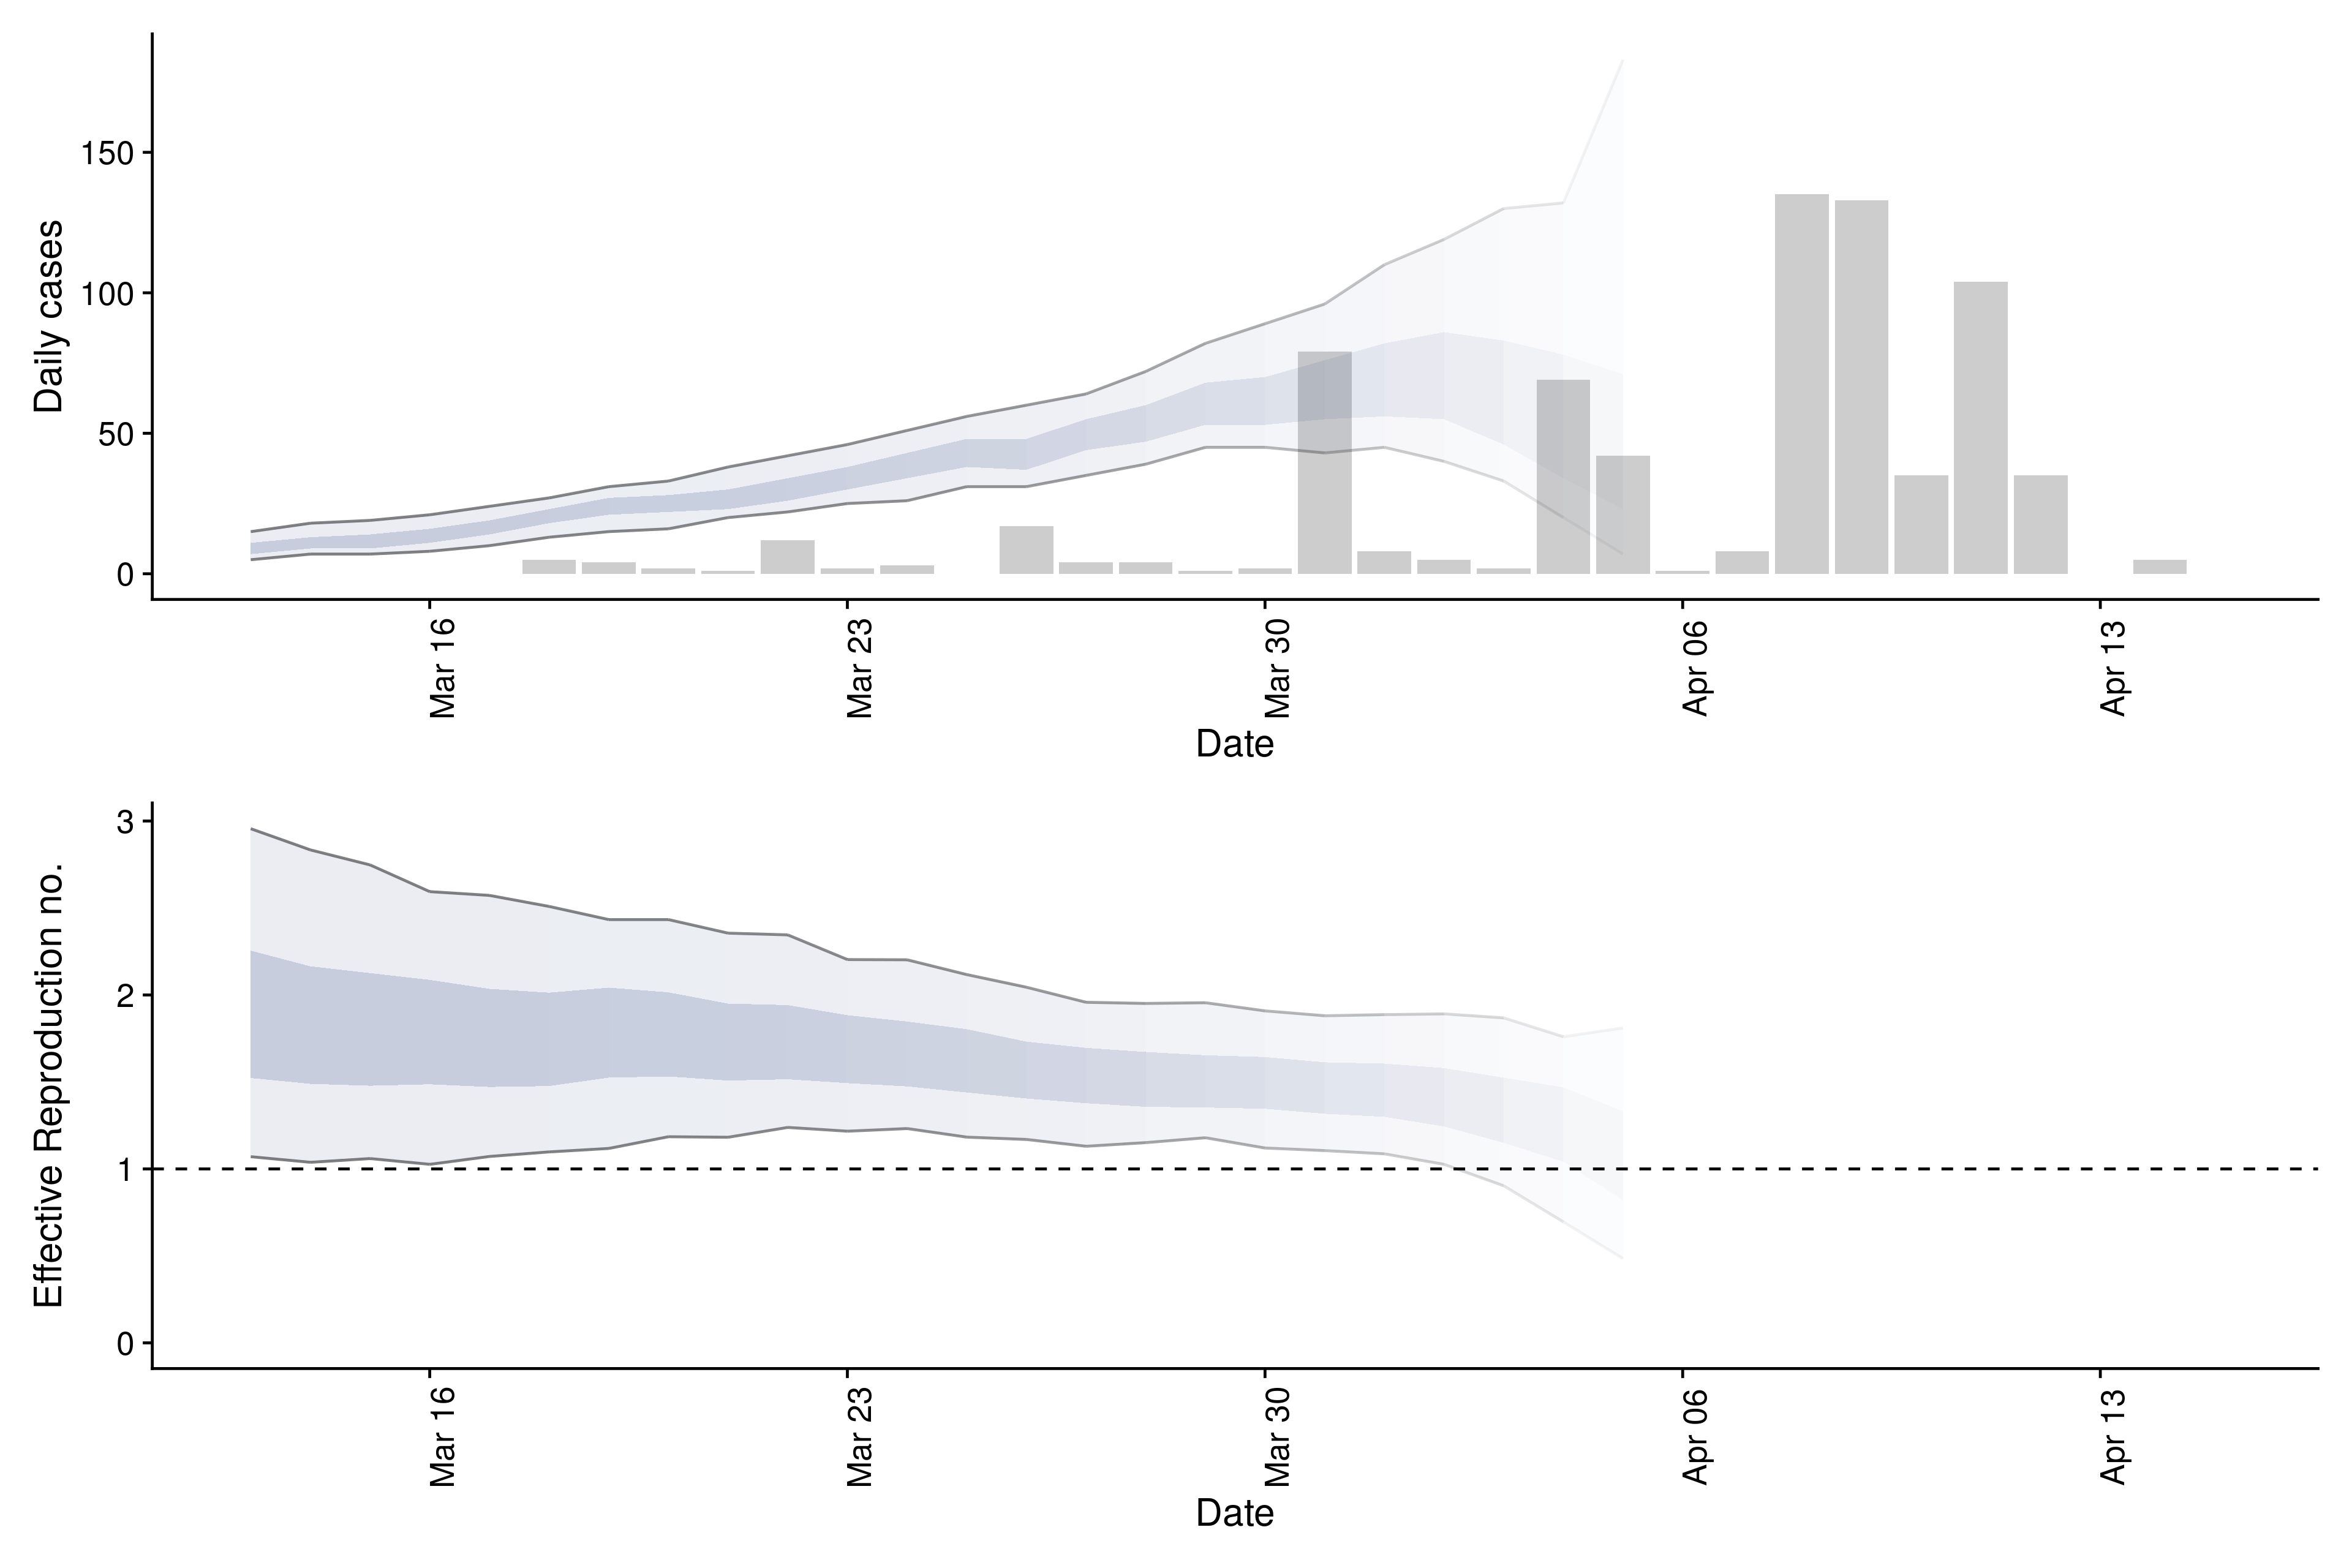 Daily cases
150
100
50
0
Mar 16
Mar 23
Mar 30
Apr 06
Apr 13
Date
Effective Reproduction no.
3
2
1
0
Mar 16
Mar 23
Mar 30
Apr 06
Apr 13
Date